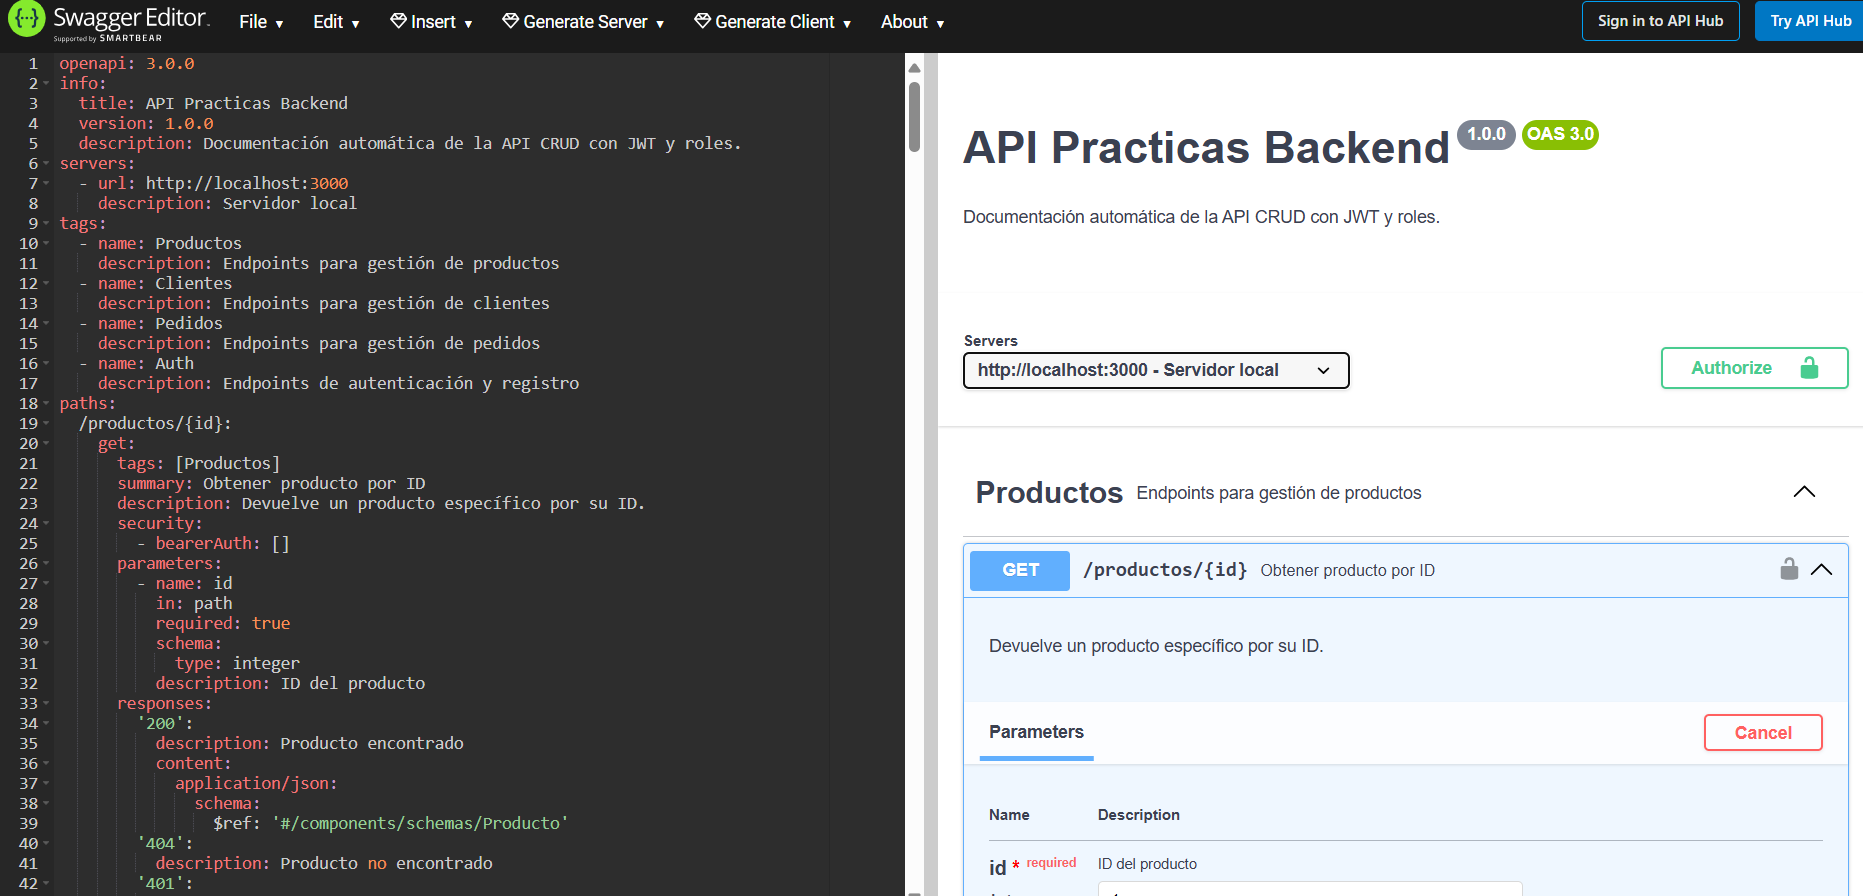 Swagger Editor
Supported by SMARTBEAR
File ▾ Edit ▾ Insert ▾ Generate Server ▾ Generate Client ▾ About ▾
Sign in to API Hub
Try API Hub
1 openapi: 3.0.0
2 info:
3 title: API Practicas Backend
4 version: 1.0.0
5 description: Documentación automática de la API CRUD con JWT y roles.
6 servers:
7 - url: http://localhost:3000
8 description: Servidor local
9 tags:
10 - name: Productos
11 description: Endpoints para gestión de productos
12 - name: Clientes
13 description: Endpoints para gestión de clientes
14 - name: Pedidos
15 description: Endpoints para gestión de pedidos
16 - name: Auth
17 description: Endpoints de autenticación y registro
18 paths:
19 /productos/{id}:
20 get:
21 tags: [Productos]
22 summary: Obtener producto por ID
23 description: Devuelve un producto específico por su ID.
24 security:
25 - bearerAuth: []
26 parameters:
27 - name: id
28 in: path
29 required: true
30 schema:
31 type: integer
32 description: ID del producto
33 responses:
34 '200':
35 description: Producto encontrado
36 content:
37 application/json:
38 schema:
39 $ref: '#/components/schemas/Producto'
40 '404':
41 description: Producto no encontrado
42 '401':
API Practicas Backend 1.0.0 OAS 3.0
Documentación automática de la API CRUD con JWT y roles.
Servers
http://localhost:3000 - Servidor local
Authorize
Productos Endpoints para gestión de productos
GET /productos/{id} Obtener producto por ID
Devuelve un producto específico por su ID.
Parameters
Cancel
Name Description
id * required ID del producto